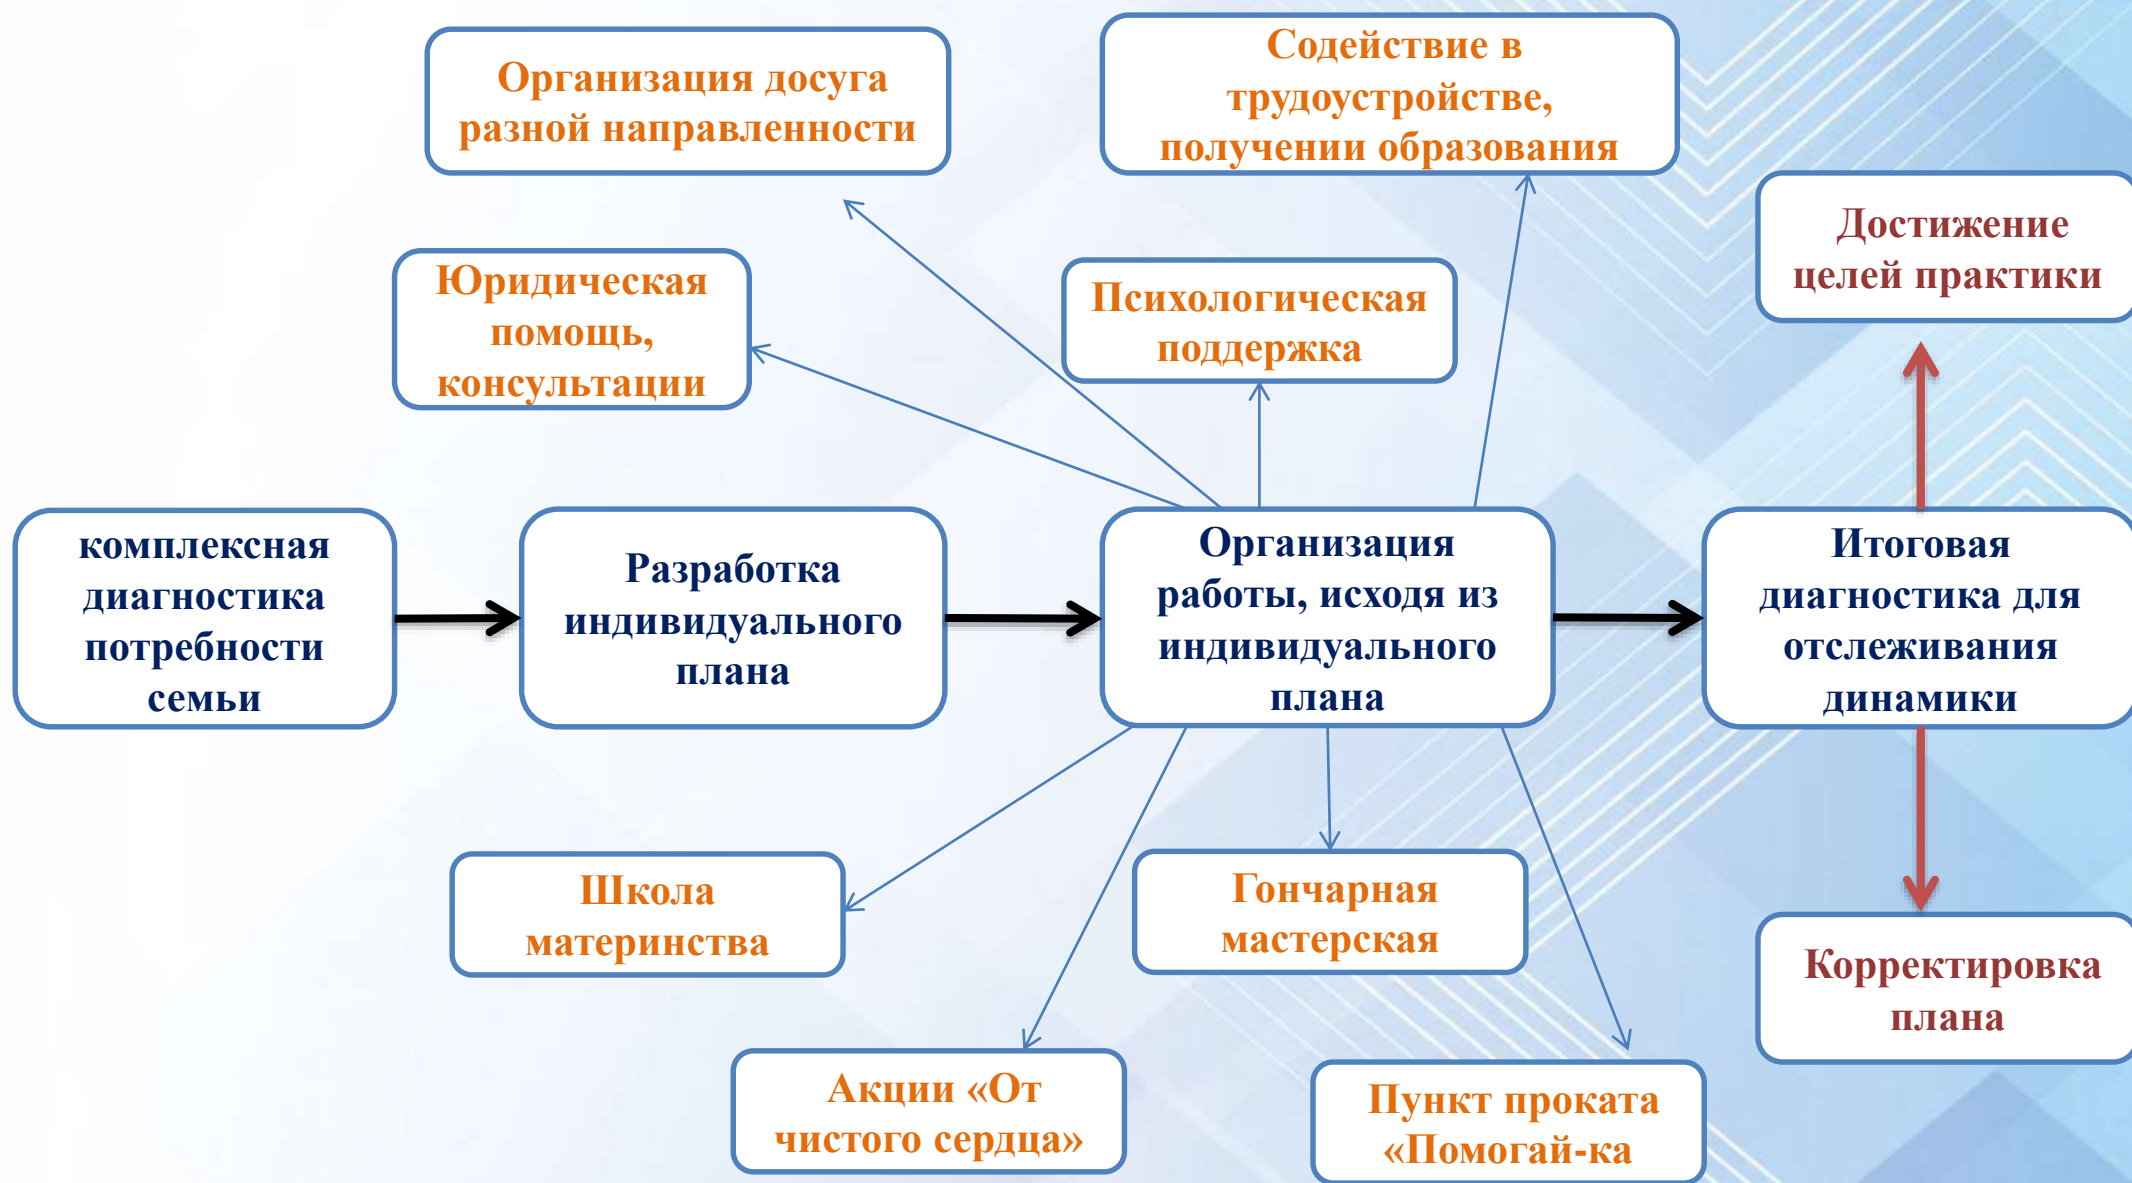 Организация досуга
разной направленности
Содействие в
трудоустройстве,
получении образования
Достижение
целей практики
Юридическая
помощь,
консультации
Психологическая
поддержка
комплексная
диагностика
потребности
семьи
Разработка
индивидуального
плана
Организация
работы, исходя из
индивидуального
плана
Итоговая
диагностика для
отслеживания
динамики
Школа
материнства
Гончарная
мастерская
Корректировка
плана
Акции «От
чистого сердца»
Пункт проката
«Помогай-ка